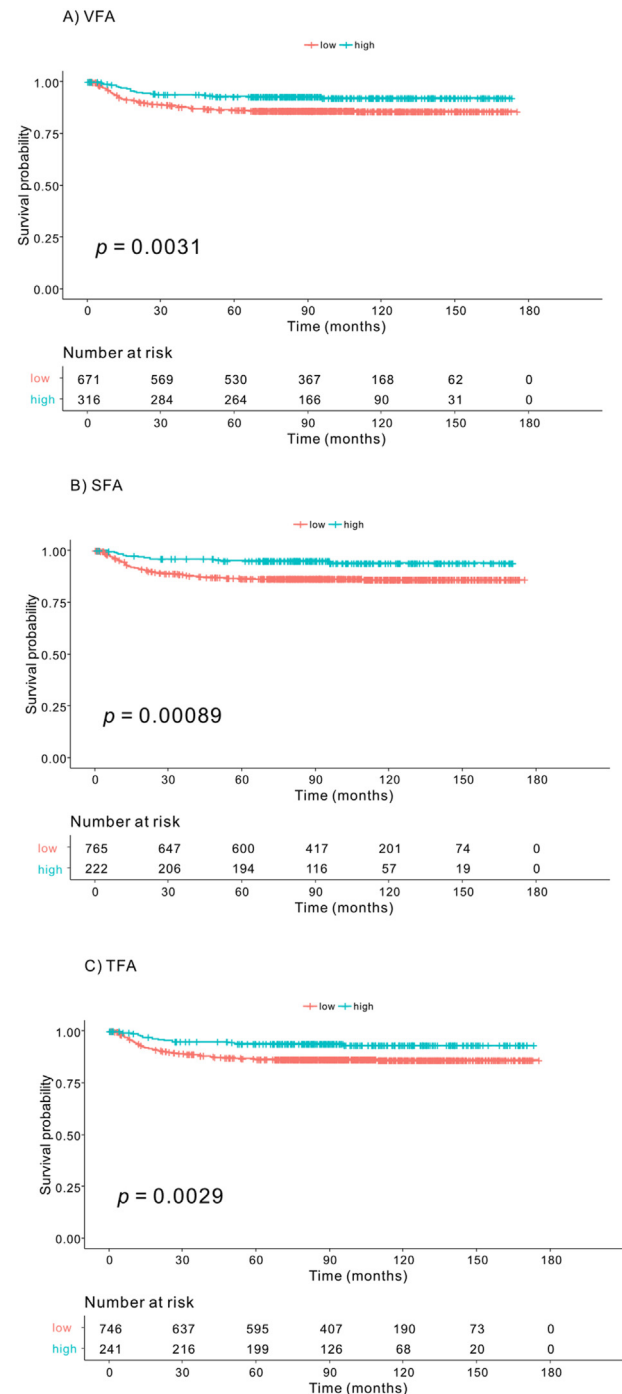 A) VFA
low high
1.00
0.75
0.50
0.25
0.00
Survival probability
p = 0.0031
0 30 60 90 120 150 180
Time (months)
Number at risk
low 671 569 530 367 168 62 0
high 316 284 264 166 90 31 0
0 30 60 90 120 150 180
Time (months)
B) SFA
low high
1.00
0.75
0.50
0.25
0.00
Survival probability
p = 0.00089
0 30 60 90 120 150 180
Time (months)
Number at risk
low 765 647 600 417 201 74 0
high 222 206 194 116 57 19 0
0 30 60 90 120 150 180
Time (months)
C) TFA
low high
1.00
0.75
0.50
0.25
0.00
Survival probability
p = 0.0029
0 30 60 90 120 150 180
Time (months)
Number at risk
low 746 637 595 407 190 73 0
high 241 216 199 126 68 20 0
0 30 60 90 120 150 180
Time (months)